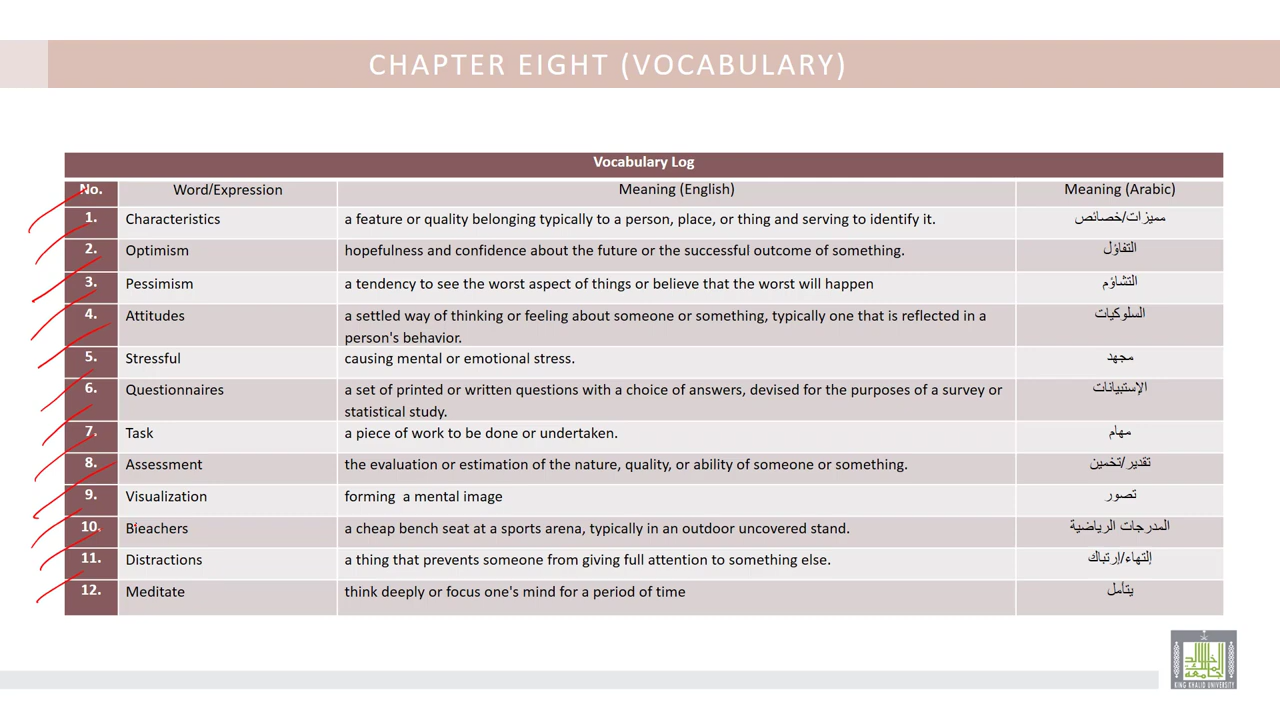 CHAPTER EIGHT (VOCABULARY)
Vocabulary Log
No. Word/Expression Meaning (English) Meaning (Arabic)
1. Characteristics a feature or quality belonging typically to a person, place, or thing and serving to identify it. مميزات/خصائص
2. Optimism hopefulness and confidence about the future or the successful outcome of something. التفاؤل
3. Pessimism a tendency to see the worst aspect of things or believe that the worst will happen التشاؤم
4. Attitudes a settled way of thinking or feeling about someone or something, typically one that is reflected in a السلوكيات
person's behavior.
5. Stressful causing mental or emotional stress. مجهد
6. Questionnaires a set of printed or written questions with a choice of answers, devised for the purposes of a survey or الإستبيانات
statistical study.
7. Task a piece of work to be done or undertaken. مهام
8. Assessment the evaluation or estimation of the nature, quality, or ability of someone or something. تقدير/تخمين
9. Visualization forming a mental image تصور
10. Bleachers a cheap bench seat at a sports arena, typically in an outdoor uncovered stand. المدرجات الرياضية
11. Distractions a thing that prevents someone from giving full attention to something else. إلتهاء/إرتباك
12. Meditate think deeply or focus one's mind for a period of time يتأمل
KING KHALID UNIVERSITY